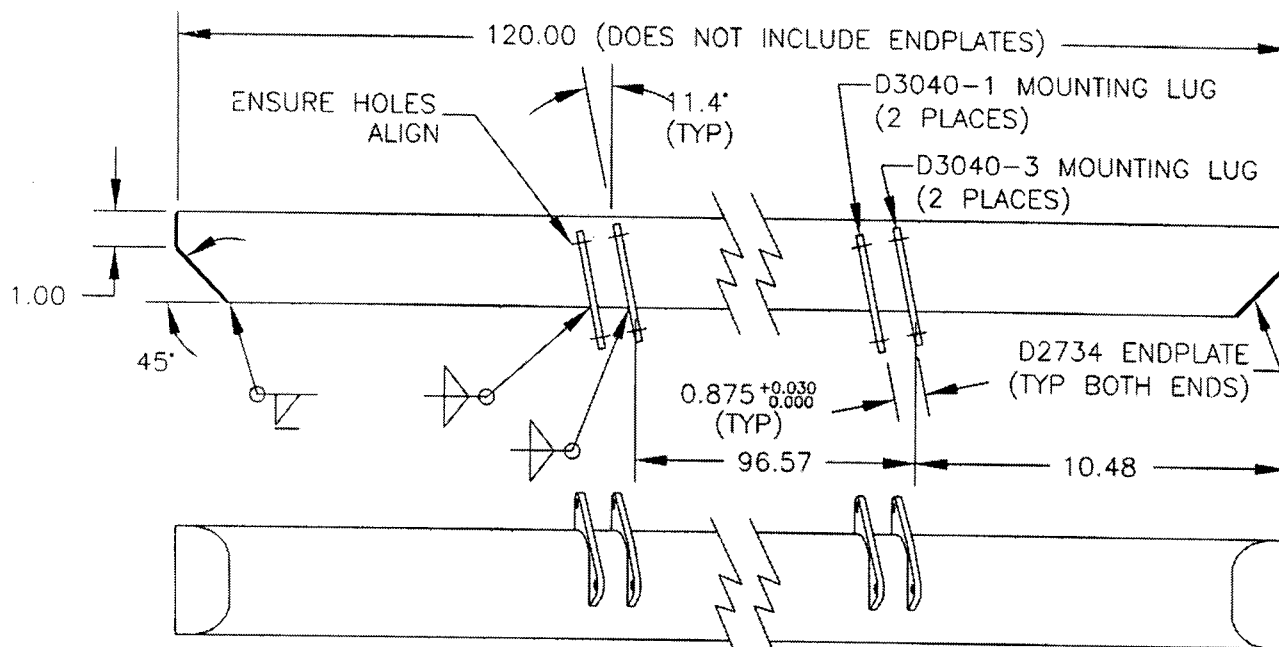 120.00 (DOES NOT INCLUDE ENDPLATES)
ENSURE HOLES
ALIGN
11.4°
(TYP)
D3040-1 MOUNTING LUG
(2 PLACES)
D3040-3 MOUNTING LUG
(2 PLACES)
1.00
45°
D2734 ENDPLATE
(TYP BOTH ENDS)
0.875 +0.030
0.000
(TYP)
96.57
10.48